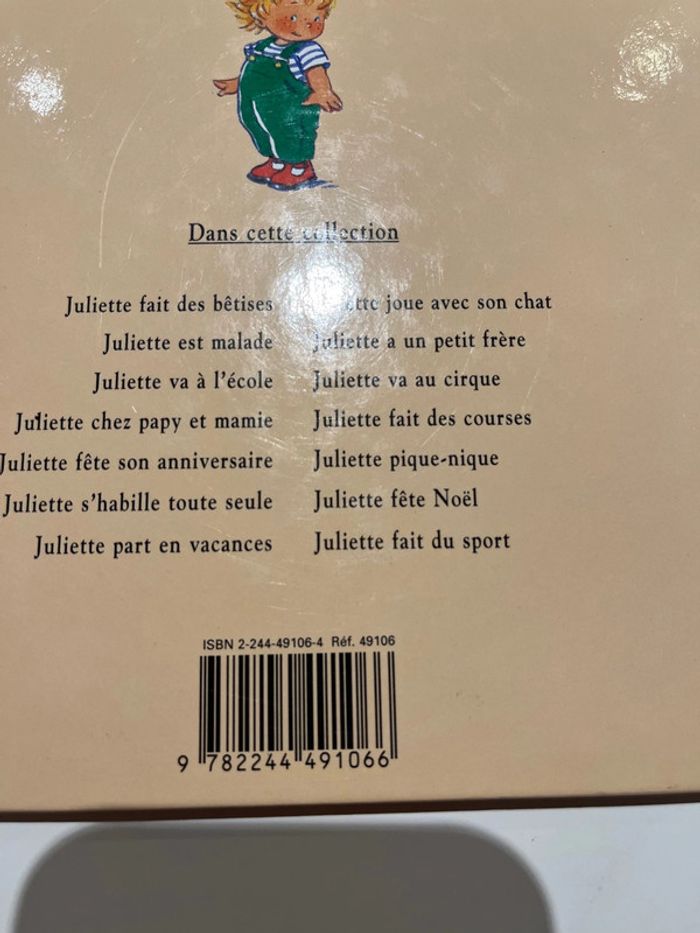 Dans cette collection
Juliette fait des bêtises
Juliette est malade
Juliette va à l'école
Juliette chez papy et mamie
Juliette fête son anniversaire
Juliette s'habille toute seule
Juliette part en vacances
joue avec son chat
Juliette a un petit frère
Juliette va au cirque
Juliette fait des courses
Juliette pique-nique
Juliette fête Noël
Juliette fait du sport
ISBN 2-244-49106-4 Réf. 49106
9 782244 491066